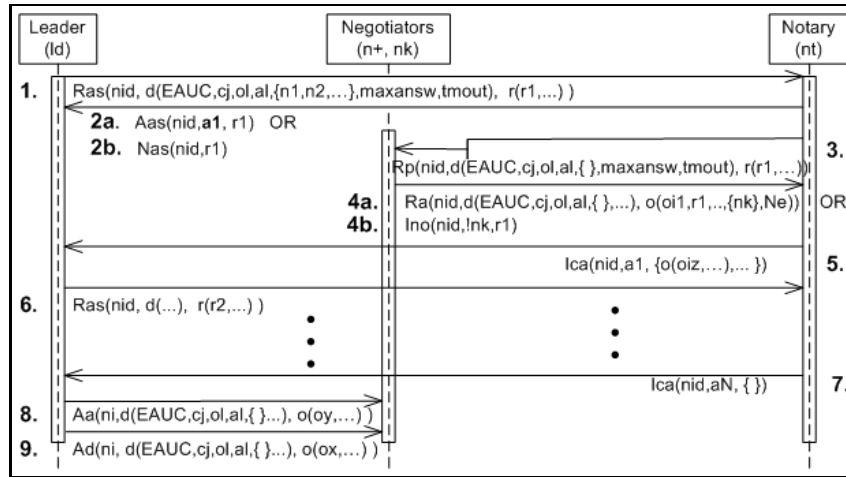 Leader
(ld)
Negotiators
(n+, nk)
Notary
(nt)
1. Ras(nid, d(EAUC,cj,ol,al,{n1,n2,...},maxansw,tmout), r(r1,...) )
2a. Aas(nid,a1, r1) OR
2b. Nas(nid,r1)
3.
Rp(nid,d(EAUC,cj,ol,al,{ },maxansw,tmout), r(r1,...))
4a. Ra(nid,d(EAUC,cj,ol,al,{ },...), o(oi1,r1,..,{nk},Ne)) OR
4b. Ino(nid,!nk,r1)
Ica(nid,a1, {o(oiz,...),... }) 5.
6. Ras(nid, d(...), r(r2,...) )
Ica(nid,aN, { }) 7.
8. Aa(ni,d(EAUC,cj,ol,al,{ }...), o(oy,...) )
9. Ad(ni, d(EAUC,cj,ol,al,{ }...), o(ox,...) )